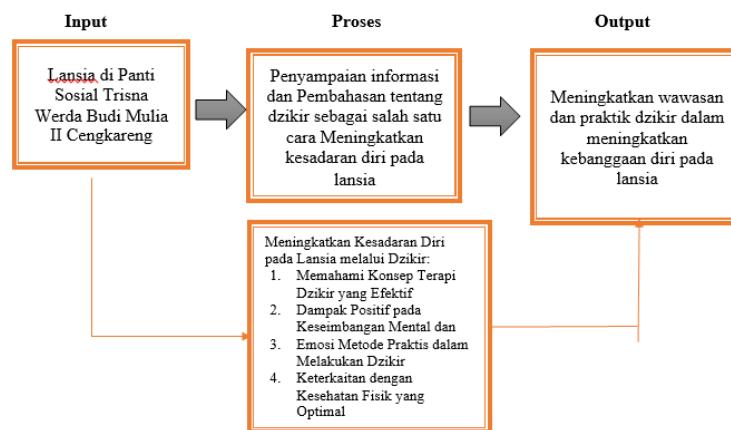 Input
Proses
Output
Lansia di Panti
Sosial Trisna
Werda Budi Mulia
II Cengkareng
Penyampaian informasi
dan Pembahasan tentang
dzikir sebagai salah satu
cara Meningkatkan
kesadaran diri pada
lansia
Meningkatkan wawasan
dan praktik dzikir dalam
meningkatkan
kebanggaan diri pada
lansia
Meningkatkan Kesadaran Diri
pada Lansia melalui Dzikir:
1. Memahami Konsep Terapi
Dzikir yang Efektif
2. Dampak Positif pada
Keseimbangan Mental dan
3. Emosi Metode Praktis dalam
Melakukan Dzikir
4. Keterkaitan dengan
Kesehatan Fisik yang
Optimal